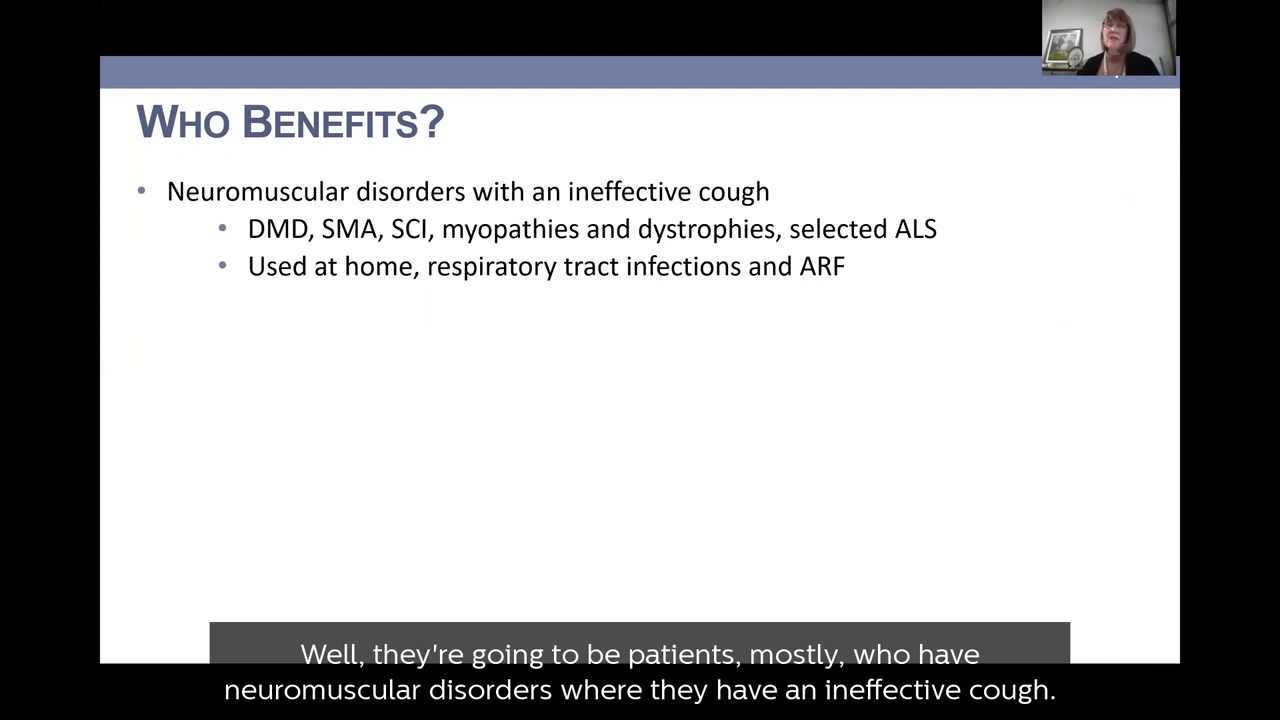 WHO BENEFITS?
• Neuromuscular disorders with an ineffective cough
• DMD, SMA, SCI, myopathies and dystrophies, selected ALS
• Used at home, respiratory tract infections and ARF
Well, they're going to be patients, mostly, who have
neuromuscular disorders where they have an ineffective cough.